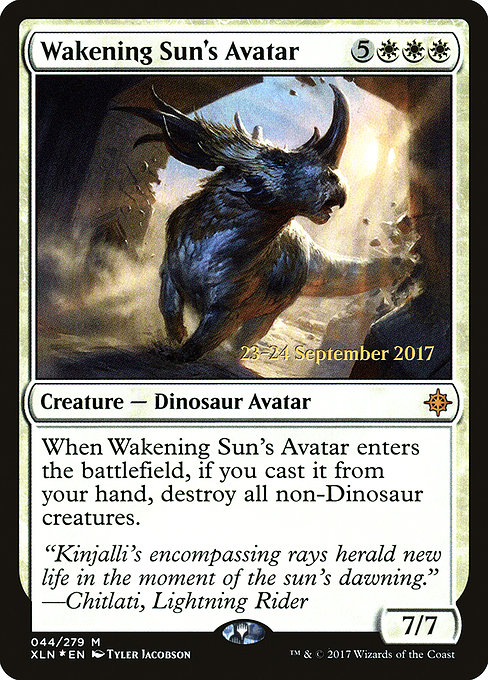 Wakening Sun's Avatar 5
23–24 September 2017
Creature — Dinosaur Avatar
When Wakening Sun's Avatar enters
the battlefield, if you cast it from
your hand, destroy all non-Dinosaur
creatures.
“Kinjalli's encompassing rays herald new
life in the moment of the sun's dawning.”
—Chitlati, Lightning Rider
7/7
044/279 M
XLN ★ EN Tyler Jacobson
™ & © 2017 Wizards of the Coast